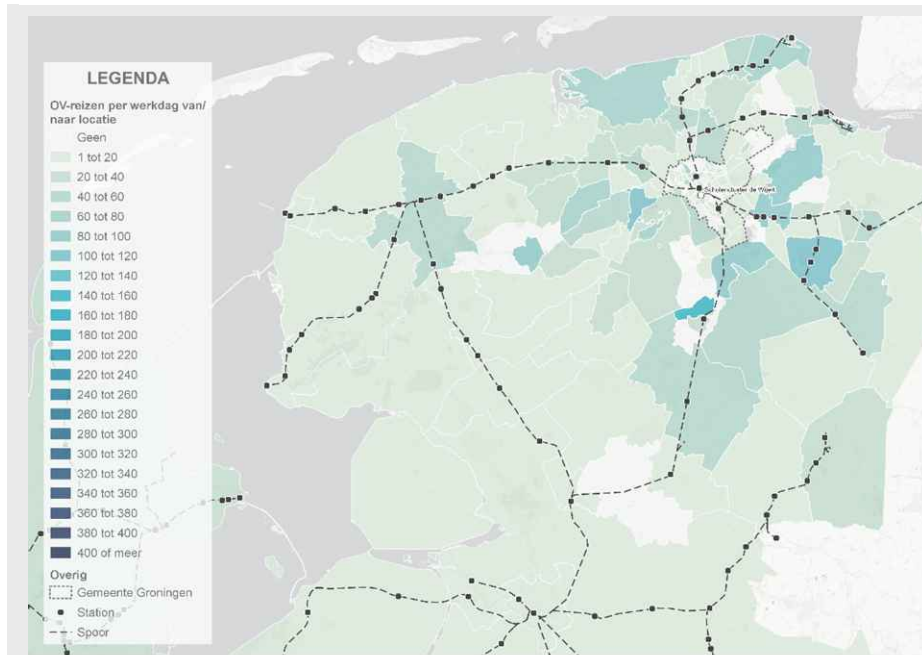 LEGENDA
OV-reizen per werkdag van/
naar locatie
Geen
1 tot 20
20 tot 40
40 tot 60
60 tot 80
80 tot 100
100 tot 120
120 tot 140
140 tot 160
160 tot 180
180 tot 200
200 tot 220
220 tot 240
240 tot 260
260 tot 280
280 tot 300
300 tot 320
320 tot 340
340 tot 360
360 tot 380
380 tot 400
400 of meer
Overig
Gemeente Groningen
Station
Spoor
de